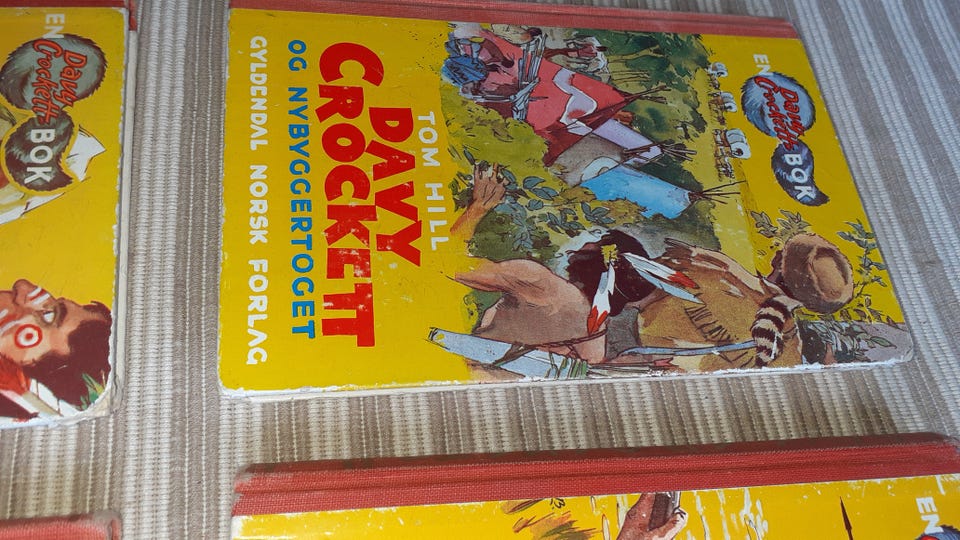 EN
Davy
Crockett
BOK
TOM HILL
DAVY
CROCKETT
OG NYBYGGERTOGET
GYLDENDAL NORSK FORLAG
EN
Davy
Crockett
BOK
EN